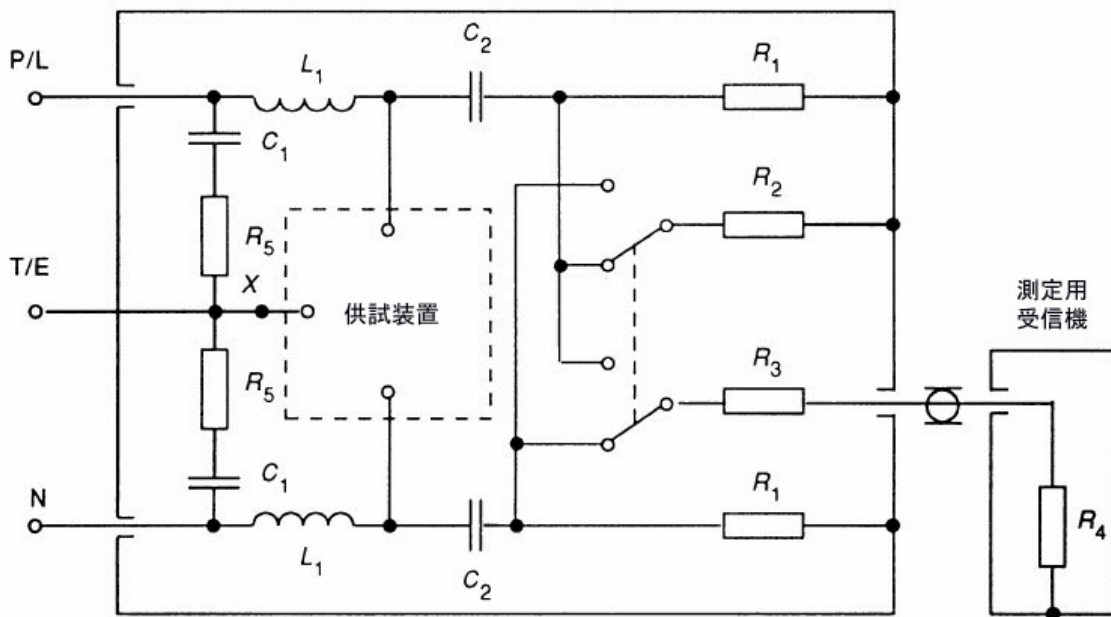 P/L
L₁
C₂
R₁
C₁
R₅
R₂
T/E
X
供試装置
測定用
受信機
R₅
R₃
C₁
N
L₁
C₂
R₁
R₄